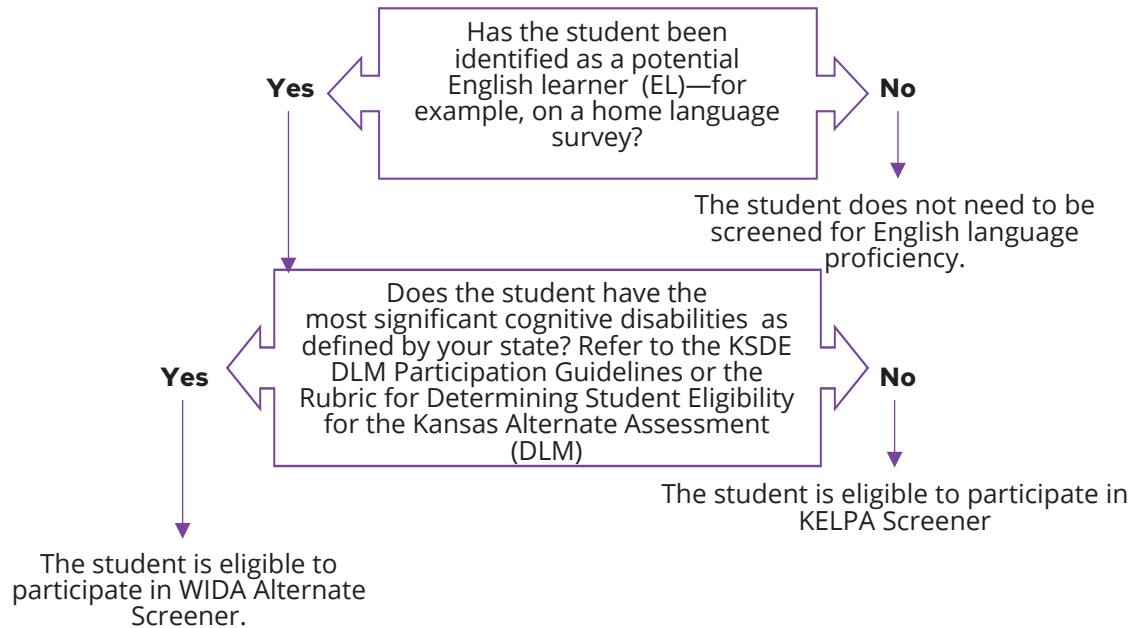 Has the student been
identified as a potential
English learner (EL)—for
example, on a home language
survey?
Yes
No
The student does not need to be
screened for English language
proficiency.
Does the student have the
most significant cognitive disabilities as
defined by your state? Refer to the KSDE
DLM Participation Guidelines or the
Rubric for Determining Student Eligibility
for the Kansas Alternate Assessment
(DLM)
Yes
No
The student is eligible to participate in
KELPA Screener
The student is eligible to
participate in WIDA Alternate
Screener.